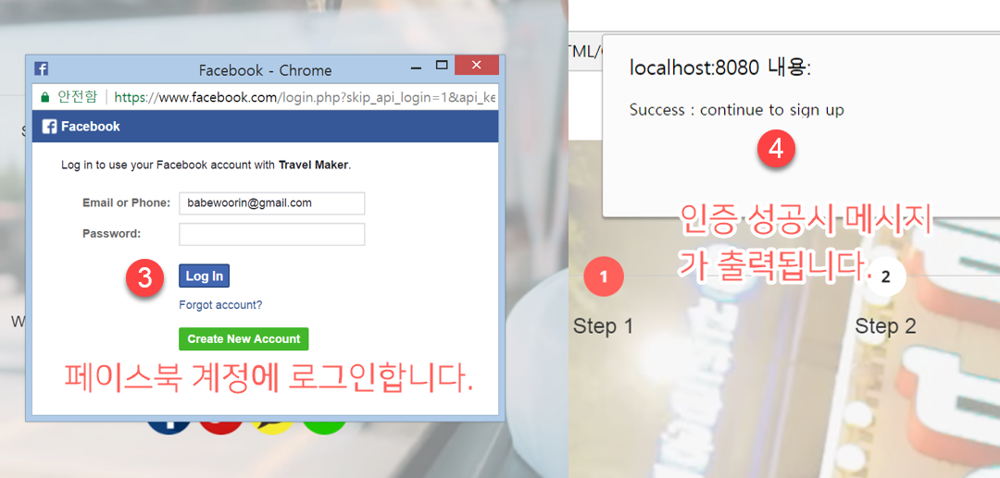 Facebook - Chrome
안전함 https://www.facebook.com/login.php?skip_api_login=1&api_ke
Facebook
Log in to use your Facebook account with Travel Maker.
Email or Phone: babewoorin@gmail.com
Password:
3
Log In
Forgot account?
Create New Account
페이스북 계정에 로그인합니다.
W
localhost:8080 내용:
Success : continue to sign up
4
인증 성공시 메시지
가 출력됩니다.
1
2
Step 1
Step 2